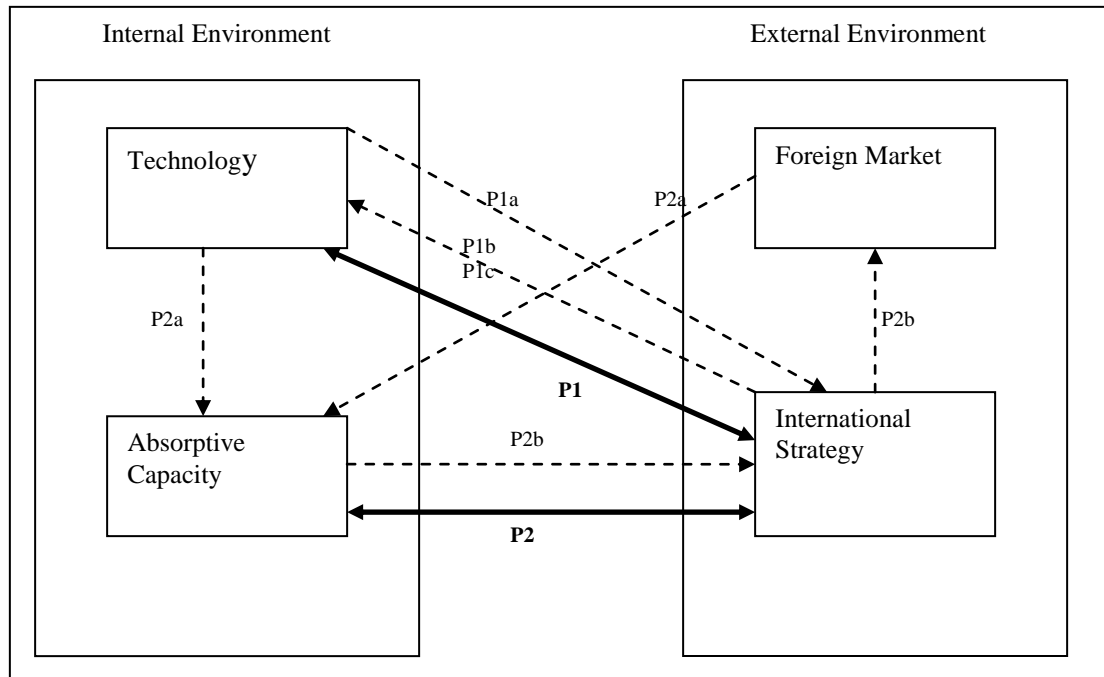 Internal Environment
External Environment
Technology
Foreign Market
P1a
P2a
P1b
P1c
P2a
P2b
P1
International
Strategy
Absorptive
Capacity
P2b
P2